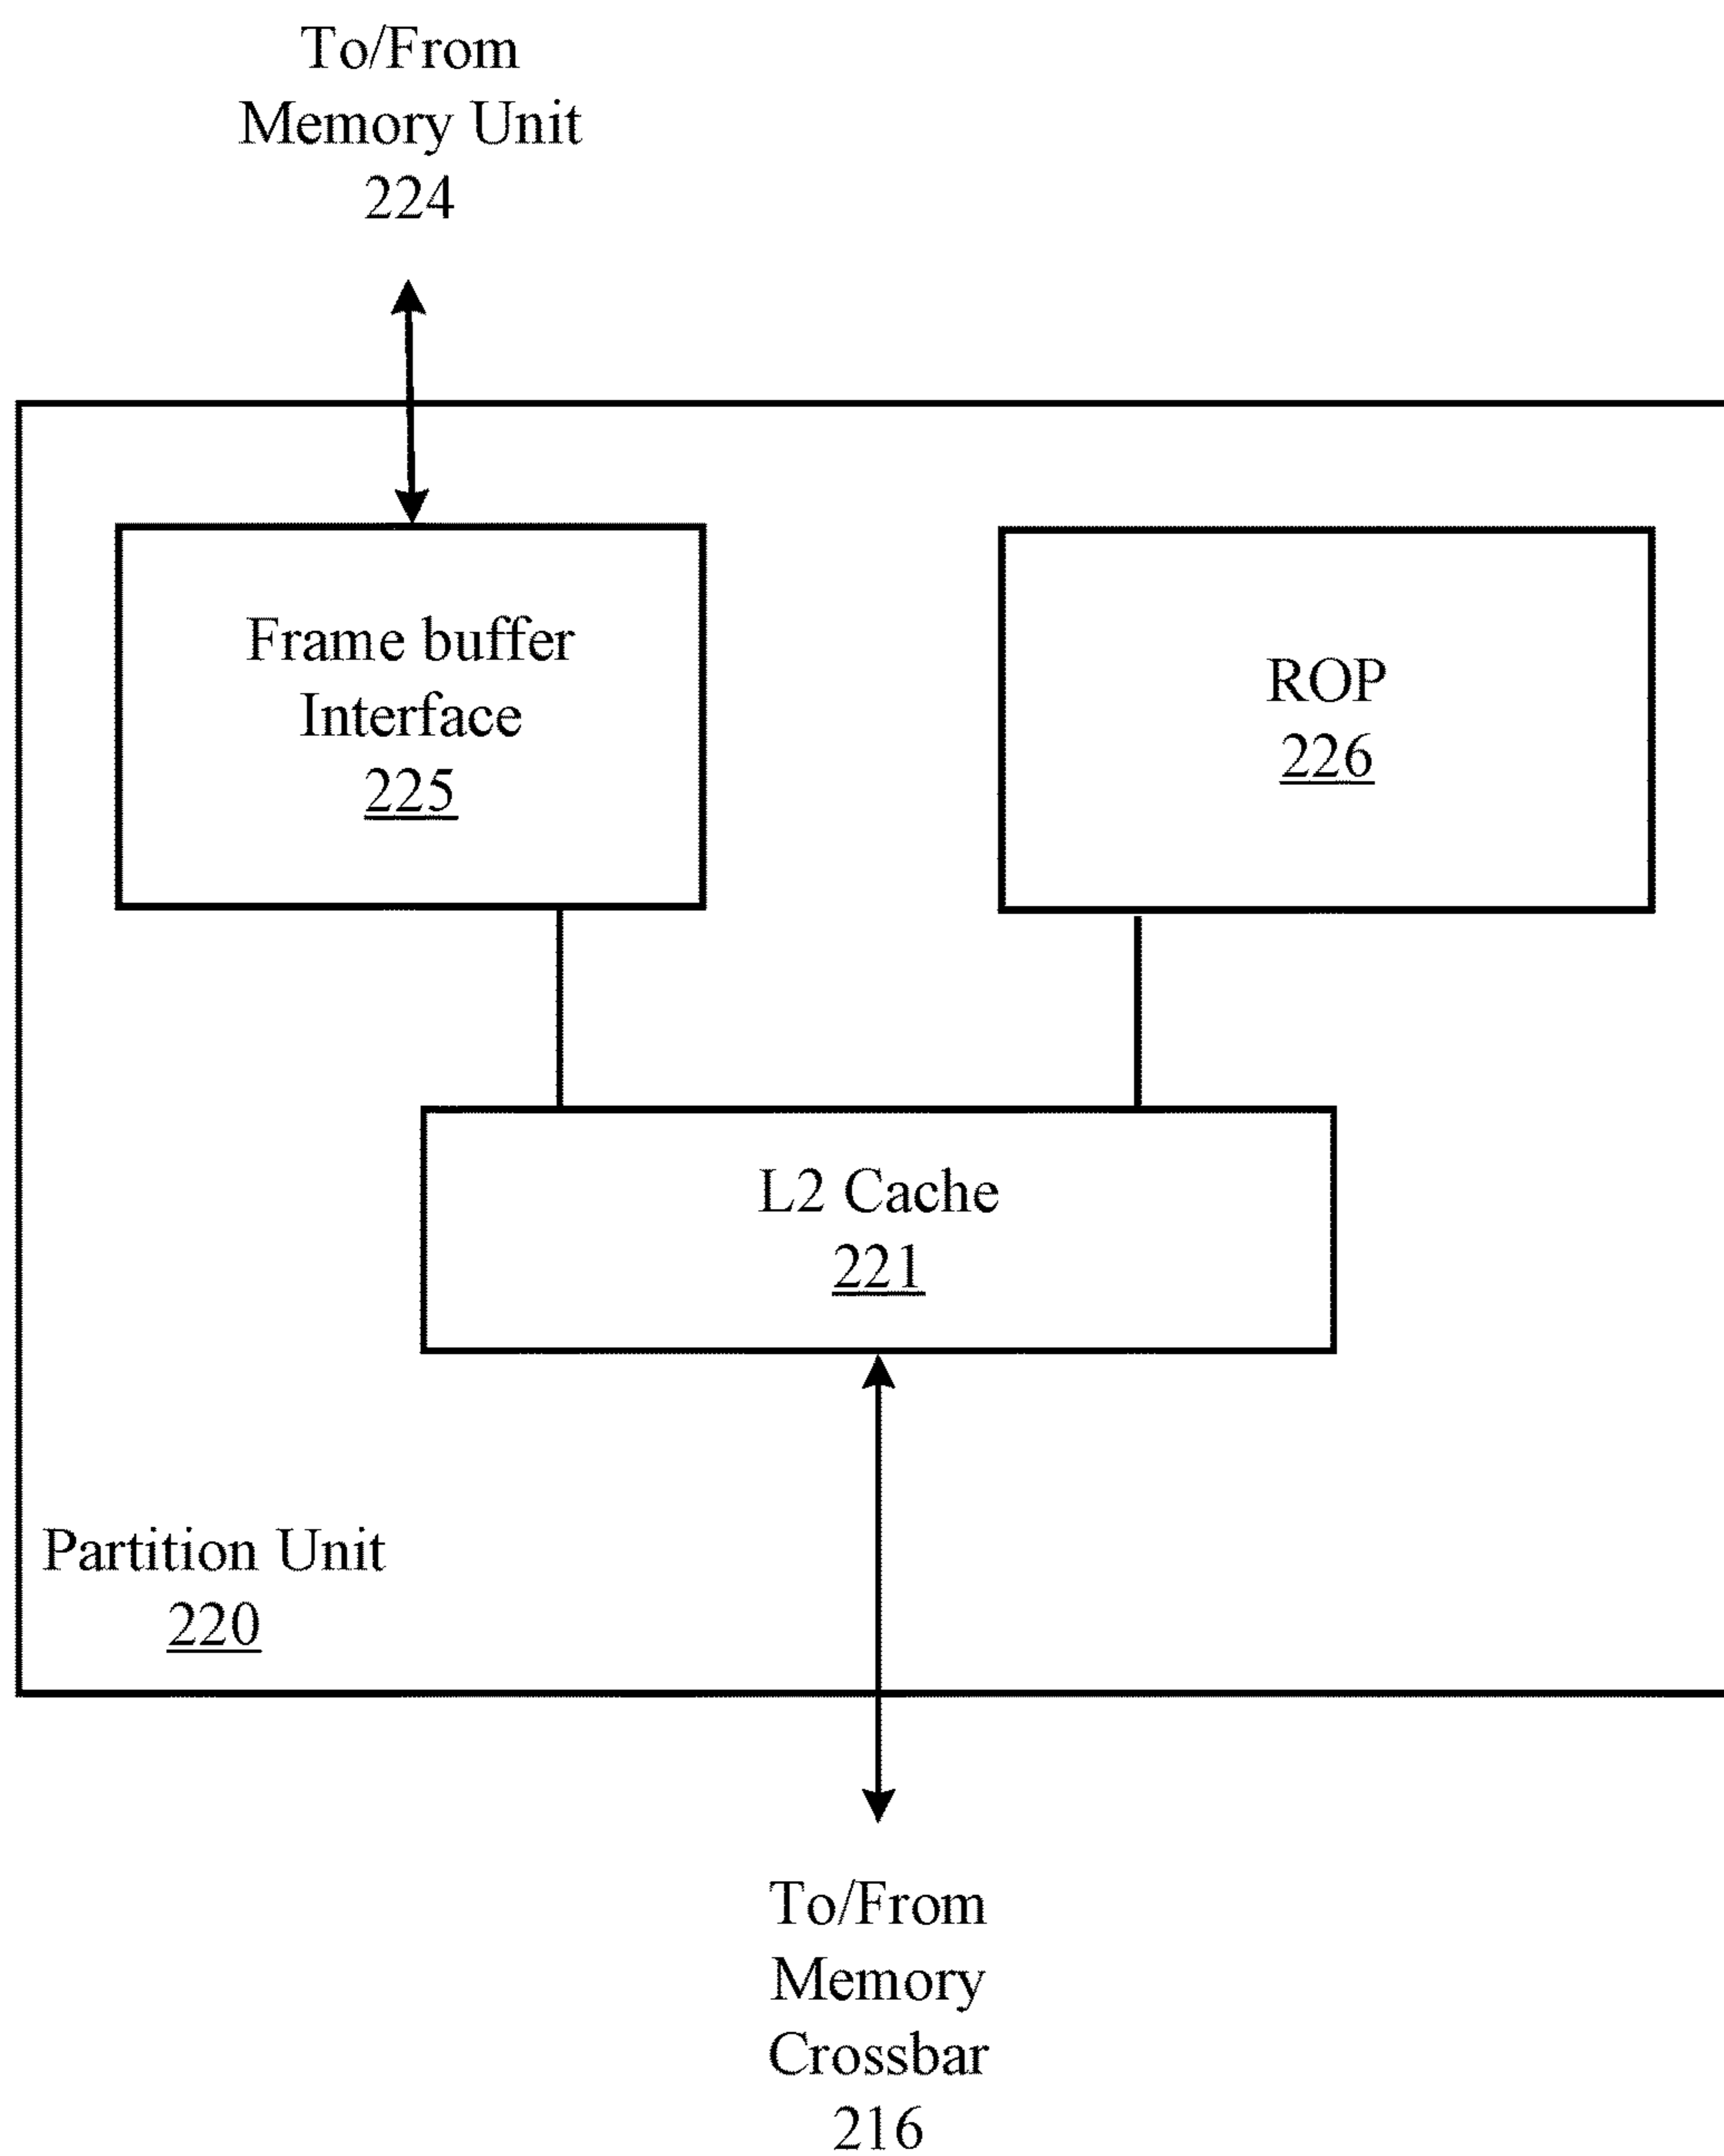 To/From
Memory Unit
224
Frame buffer
Interface
225
ROP
226
L2 Cache
221
Partition Unit
220
To/From
Memory
Crossbar
216